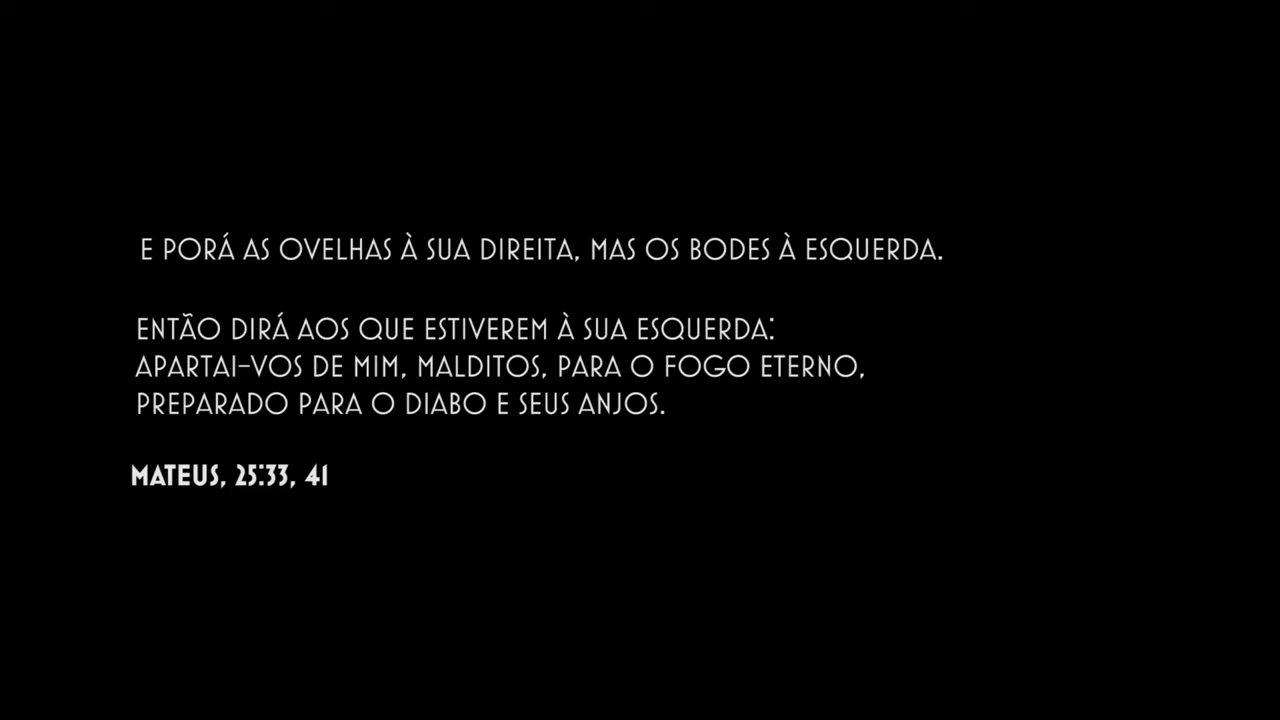 E PORÁ AS OVELHAS À SUA DIREITA, MAS OS BODES À ESQUERDA.
ENTÃO DIRÁ AOS QUE ESTIVEREM À SUA ESQUERDA:
APARTAI-VOS DE MIM, MALDITOS, PARA O FOGO ETERNO,
PREPARADO PARA O DIABO E SEUS ANJOS.
MATEUS, 25:33, 41